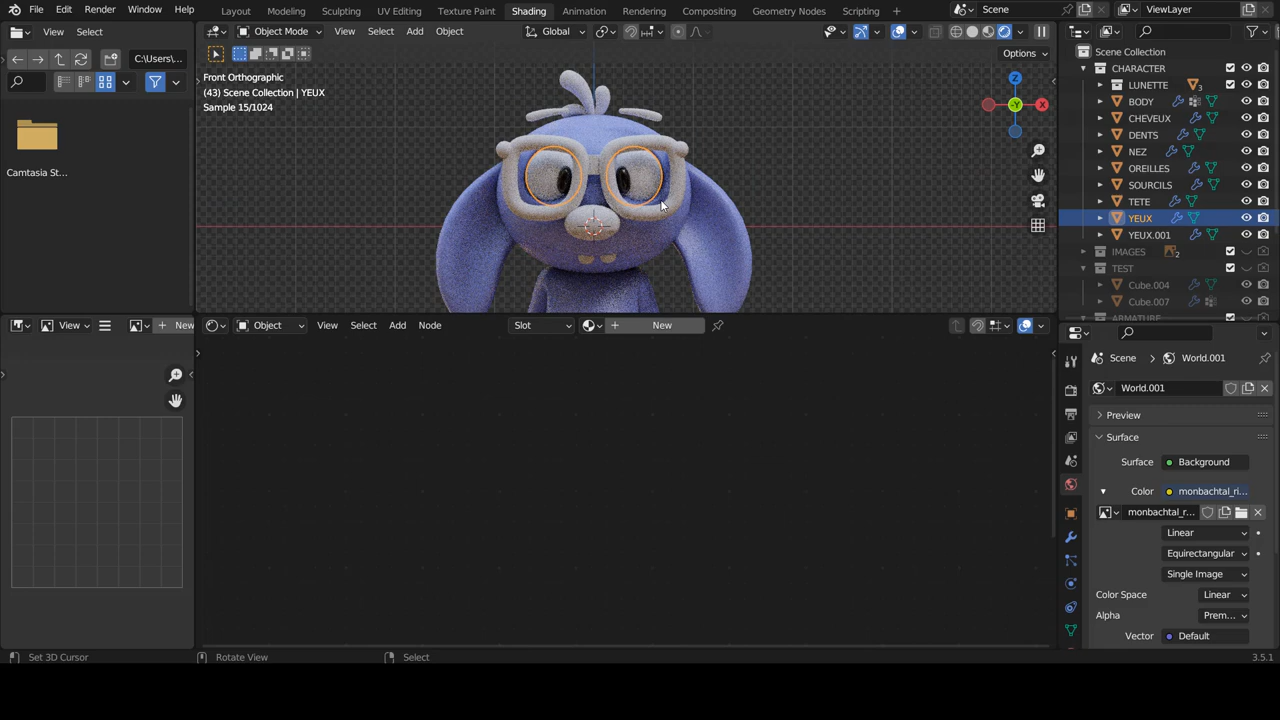 File Edit Render Window Help
Layout Modeling Sculpting UV Editing Texture Paint Shading Animation Rendering Compositing Geometry Nodes Scripting +
Scene
ViewLayer
View Select
Object Mode
View Select Add Object
Global
C:\Users\...
Options
Camtasia St...
Front Orthographic
(43) Scene Collection | YEUX
Sample 15/1024
Z
-Y
X
Scene Collection
CHARACTER
LUNETTE
3
BODY
CHEVEUX
DENTS
NEZ
OREILLES
SOURCILS
TETE
YEUX
YEUX.001
IMAGES
2
TEST
Cube.004
Cube.007
ARMATURE
View
New
Object
View Select Add Node
Slot
New
Scene > World.001
World.001
Preview
Surface
Surface Background
Color monbachtal_ri...
monbachtal_r...
Linear
Equirectangular
Single Image
Color Space Linear
Alpha Prem...
Vector Default
Set 3D Cursor
Rotate View
Select
3.5.1